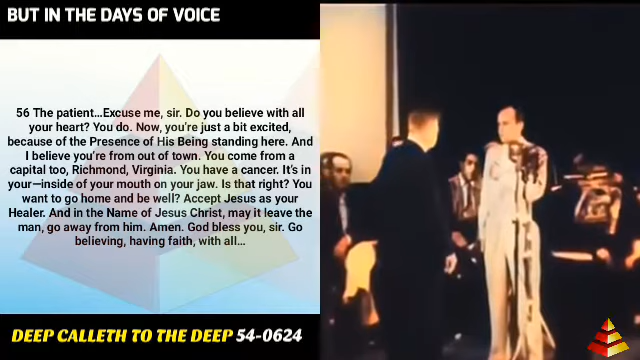 BUT IN THE DAYS OF VOICE
56 The patient…Excuse me, sir. Do you believe with all
your heart? You do. Now, you're just a bit excited,
because of the Presence of His Being standing here. And
I believe you're from out of town. You come from a
capital too, Richmond, Virginia. You have a cancer. It's in
your—inside of your mouth on your jaw. Is that right? You
want to go home and be well? Accept Jesus as your
Healer. And in the Name of Jesus Christ, may it leave the
man, go away from him. Amen. God bless you, sir. Go
believing, having faith, with all…
DEEP CALLETH TO THE DEEP 54-0624